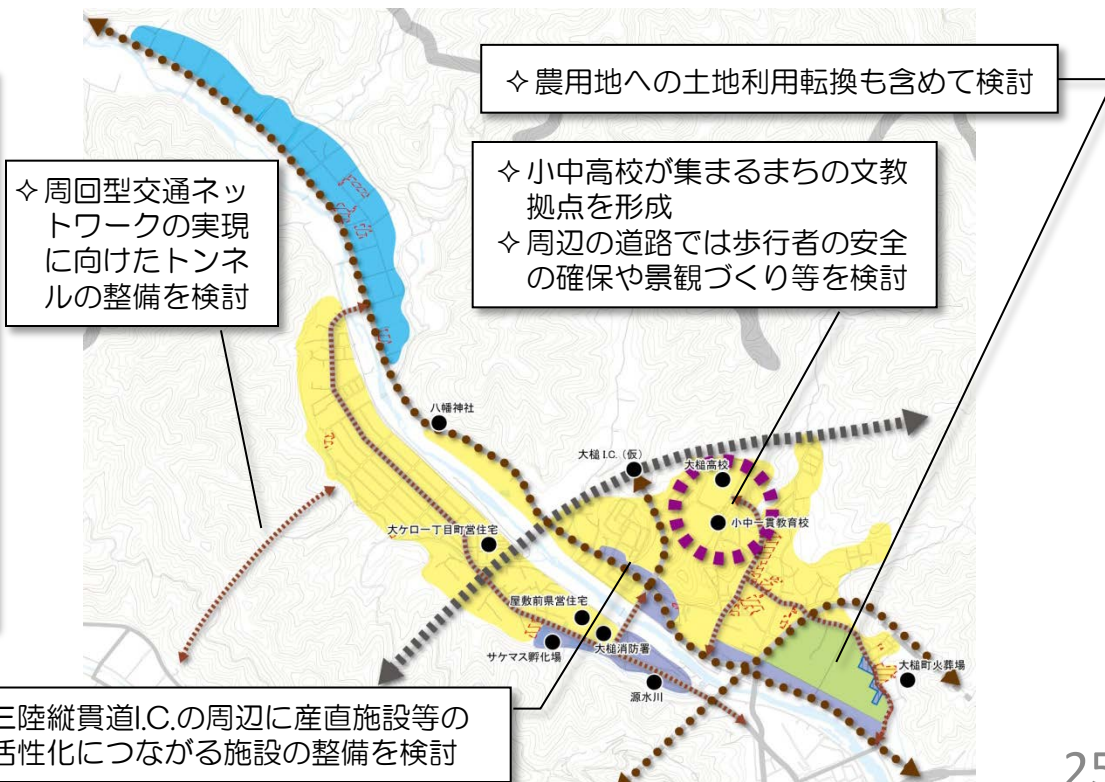 ✧農用地への土地利用転換も含めて検討
✧小中高校が集まるまちの文教
拠点を形成
✧周辺の道路では歩行者の安全
の確保や景観づくり等を検討
✧周回型交通ネッ
トワークの実現
に向けたトンネ
ルの整備を検討
八幡神社
大槌I.C.(仮)
大槌高校
小中一貫教育校
大ケ口一丁目町営住宅
屋敷前県営住宅
大槌消防署
サケマス孵化場
源水川
大槌町火葬場
三陸縦貫道I.C.の周辺に産直施設等の
活性化につながる施設の整備を検討
25